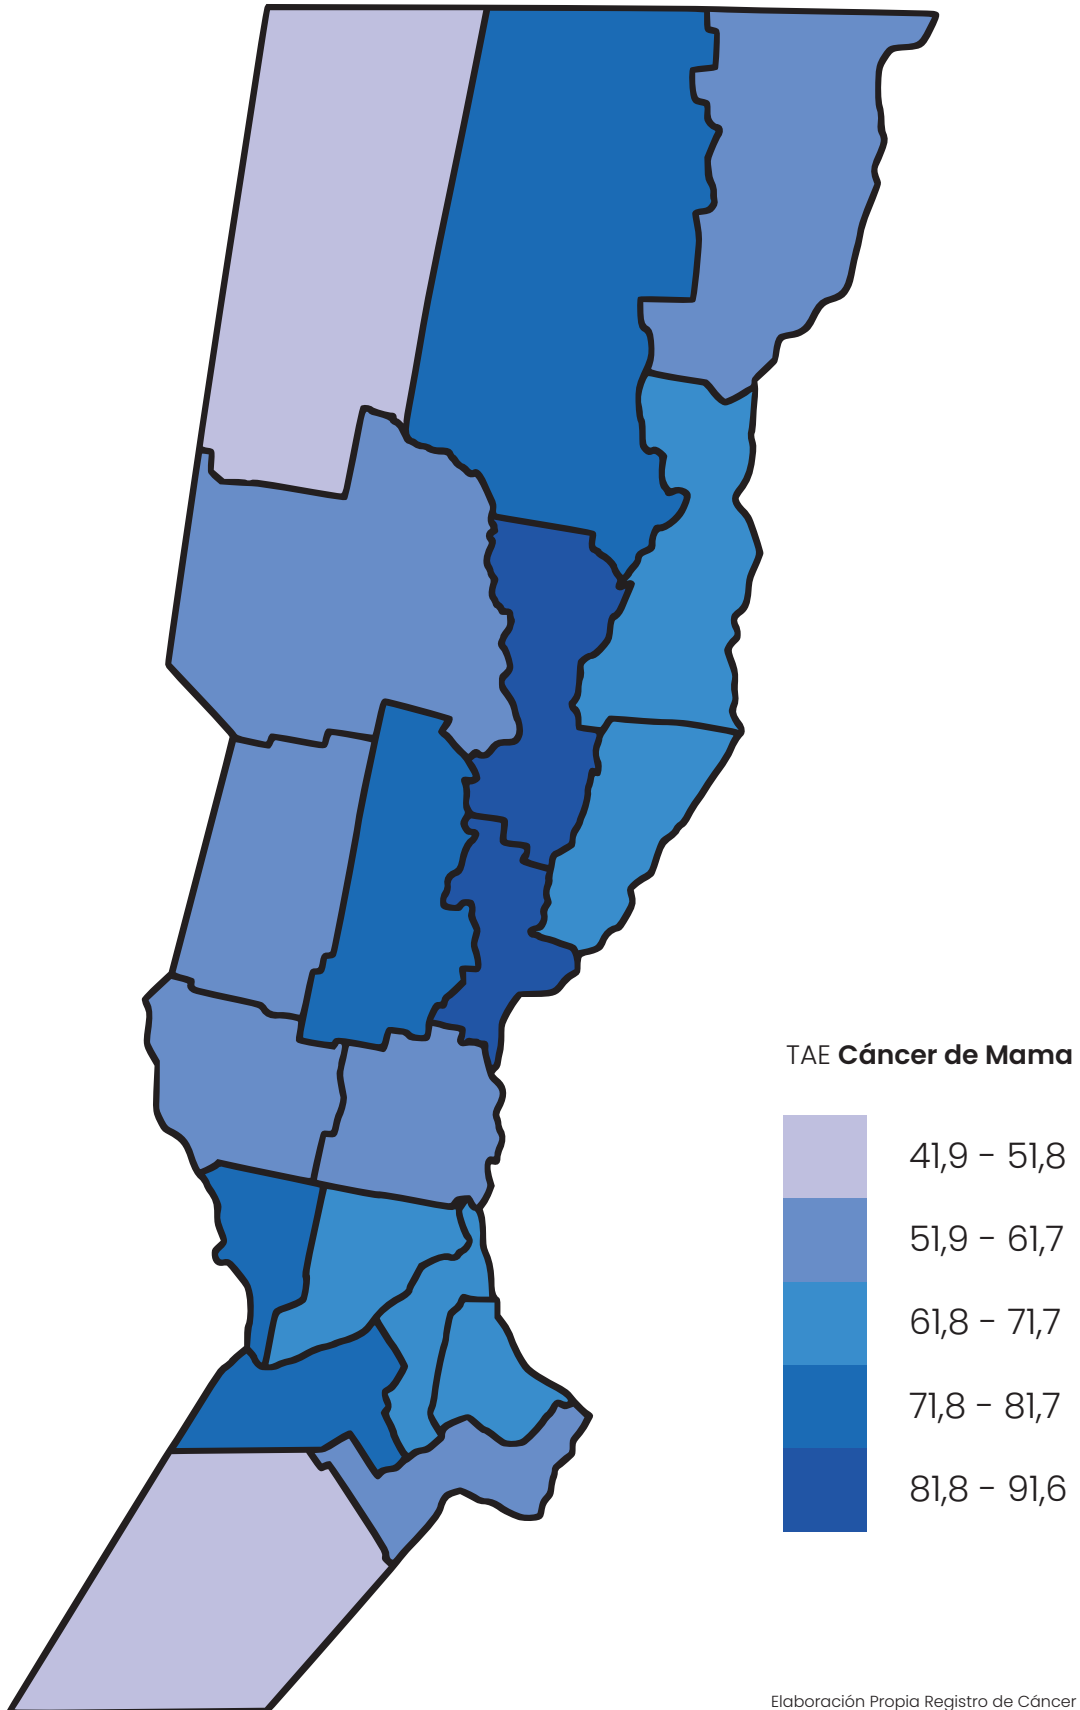 TAE Cáncer de Mama
41,9 - 51,8
51,9 - 61,7
61,8 - 71,7
71,8 - 81,7
81,8 - 91,6
Elaboración Propia Registro de Cáncer